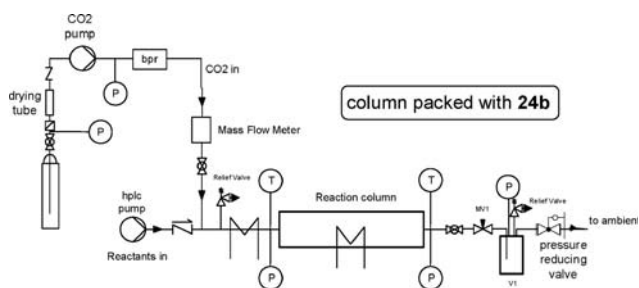 CO2
pump
bpr
CO2 in
P
drying
tube
P
column packed with 24b
Mass Flow Meter
hplc
pump
Relief Valve
T
Reaction column
T
P
Relief Valve
MV1
to ambient
Reactants in
P
P
V1
pressure
reducing
valve